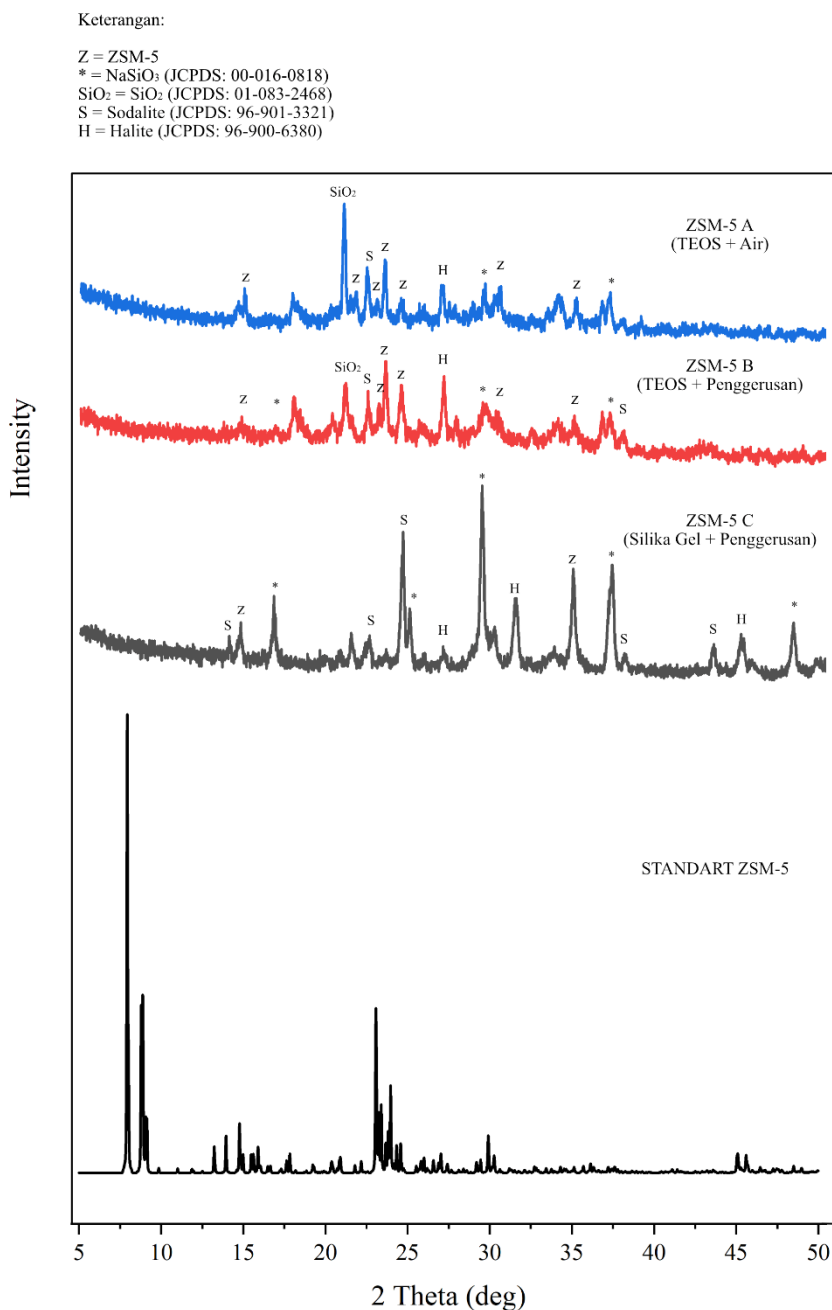 Keterangan:
Z = ZSM-5
* = NaSiO₃ (JCPDS: 00-016-0818)
SiO₂ = SiO₂ (JCPDS: 01-083-2468)
S = Sodalite (JCPDS: 96-901-3321)
H = Halite (JCPDS: 96-900-6380)
SiO₂
Z Z S Z Z Z H * Z Z *
ZSM-5 A
(TEOS + Air)
Z * SiO₂ S Z Z Z H * Z Z * S
ZSM-5 B
(TEOS + Penggerusan)
S Z * S S * H * H Z * S S H *
ZSM-5 C
(Silika Gel + Penggerusan)
STANDART ZSM-5
Intensity
5 10 15 20 25 30 35 40 45 50
2 Theta (deg)